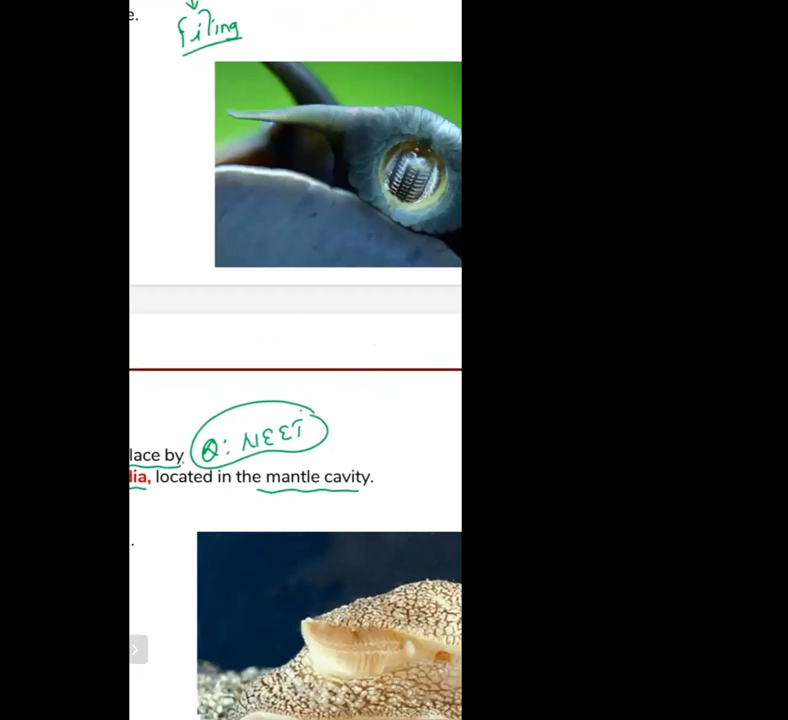 e.
Filing
lace by
Q: NEET
lia, located in the mantle cavity.
.